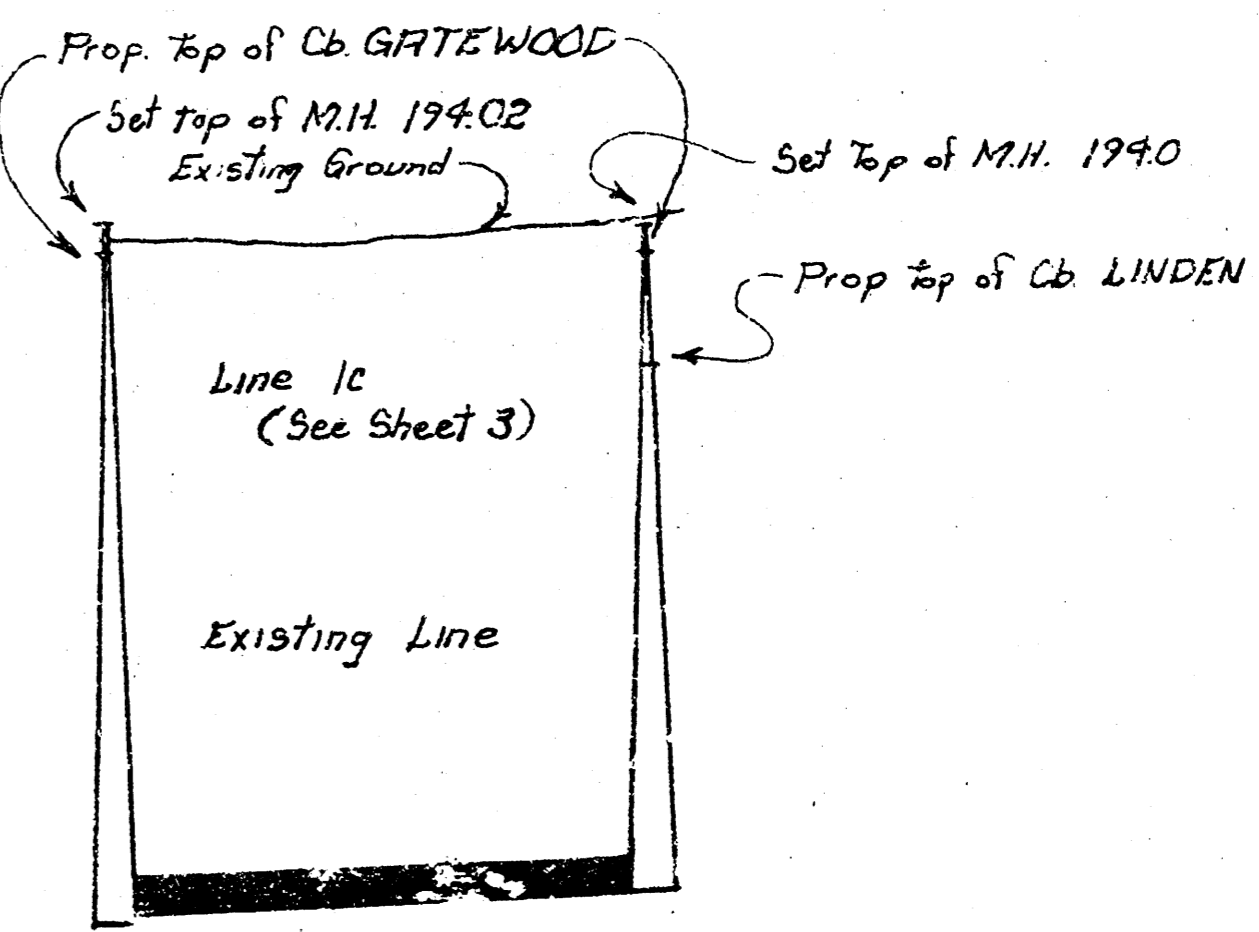 Prop. Top of Cb. GATEWOOD
Set top of M.H. 194.02
Existing Ground
Set Top of M.H. 194.0
Prop Top of Cb. LINDEN
Line 1c
(See Sheet 3)
Existing Line